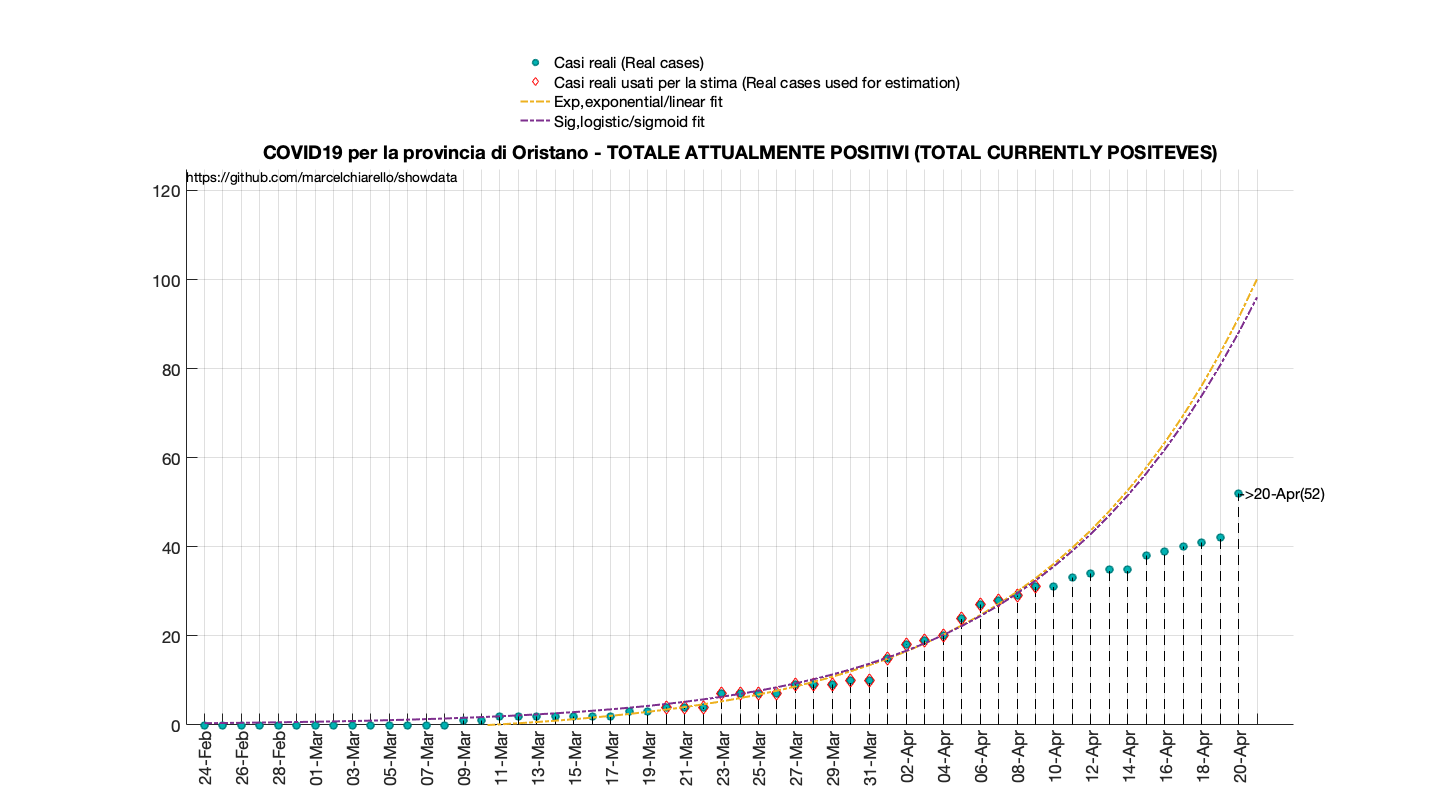 Casi reali (Real cases)
Casi reali usati per la stima (Real cases used for estimation)
Exp,exponential/linear fit
Sig,logistic/sigmoid fit
COVID19 per la provincia di Oristano - TOTALE ATTUALMENTE POSITIVI (TOTAL CURRENTLY POSITEVES)
https://github.com/marcelchiarello/showdata
120
100
80
60
40
20
0
->20-Apr(52)
24-Feb
26-Feb
28-Feb
01-Mar
03-Mar
05-Mar
07-Mar
09-Mar
11-Mar
13-Mar
15-Mar
17-Mar
19-Mar
21-Mar
23-Mar
25-Mar
27-Mar
29-Mar
31-Mar
02-Apr
04-Apr
06-Apr
08-Apr
10-Apr
12-Apr
14-Apr
16-Apr
18-Apr
20-Apr